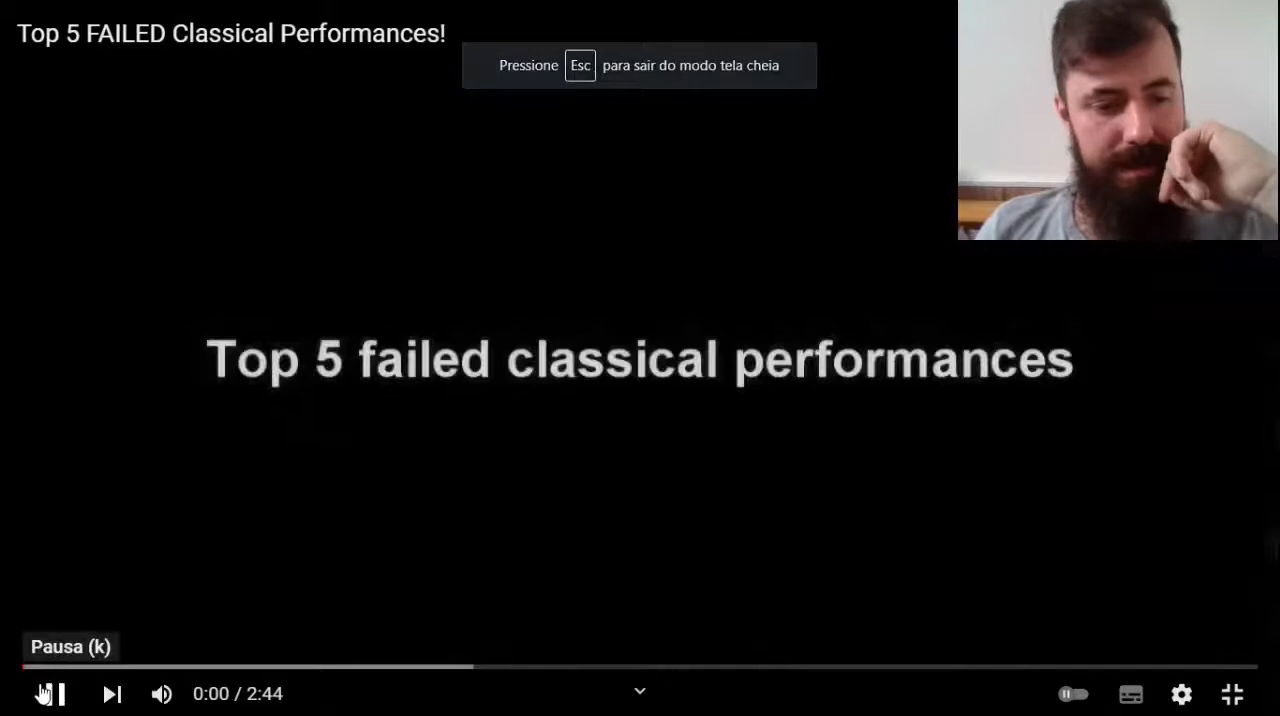 Top 5 FAILED Classical Performances!
Pressione Esc para sair do modo tela cheia
Top 5 failed classical performances
Pausa (k)
0:00 / 2:44